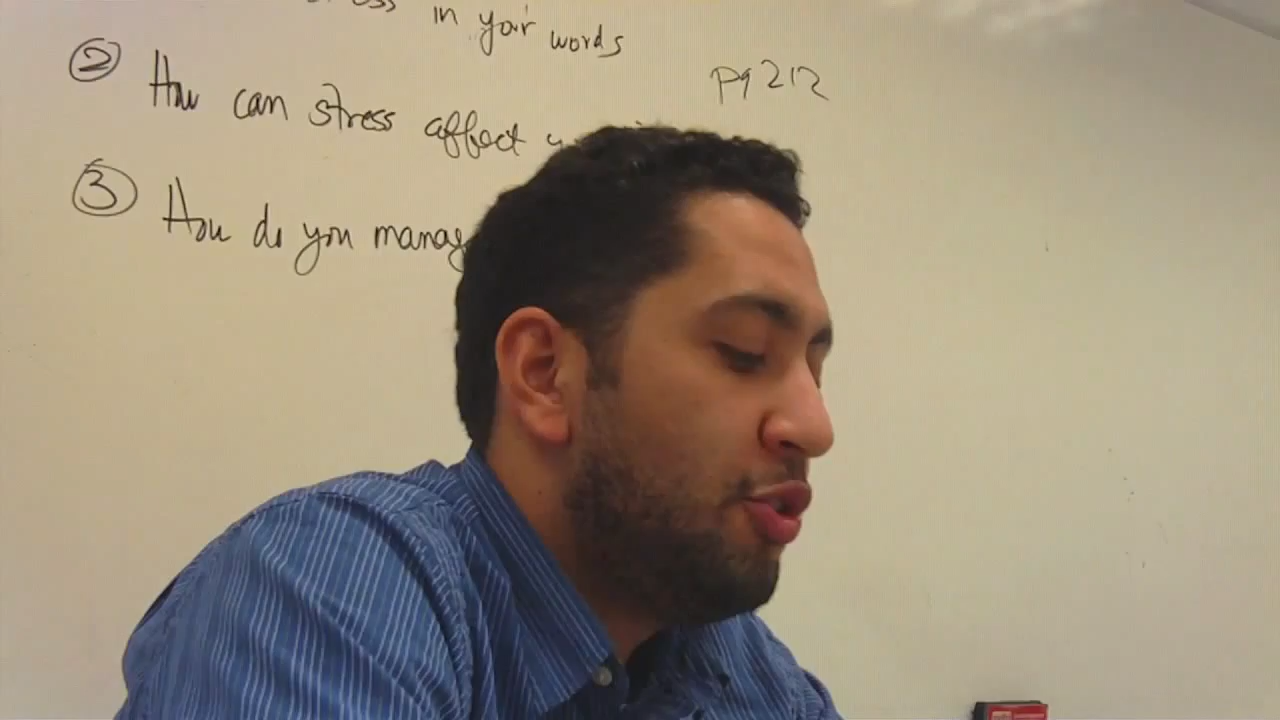 in your words
② How can stress affect
Pg 212
③ How do you manag